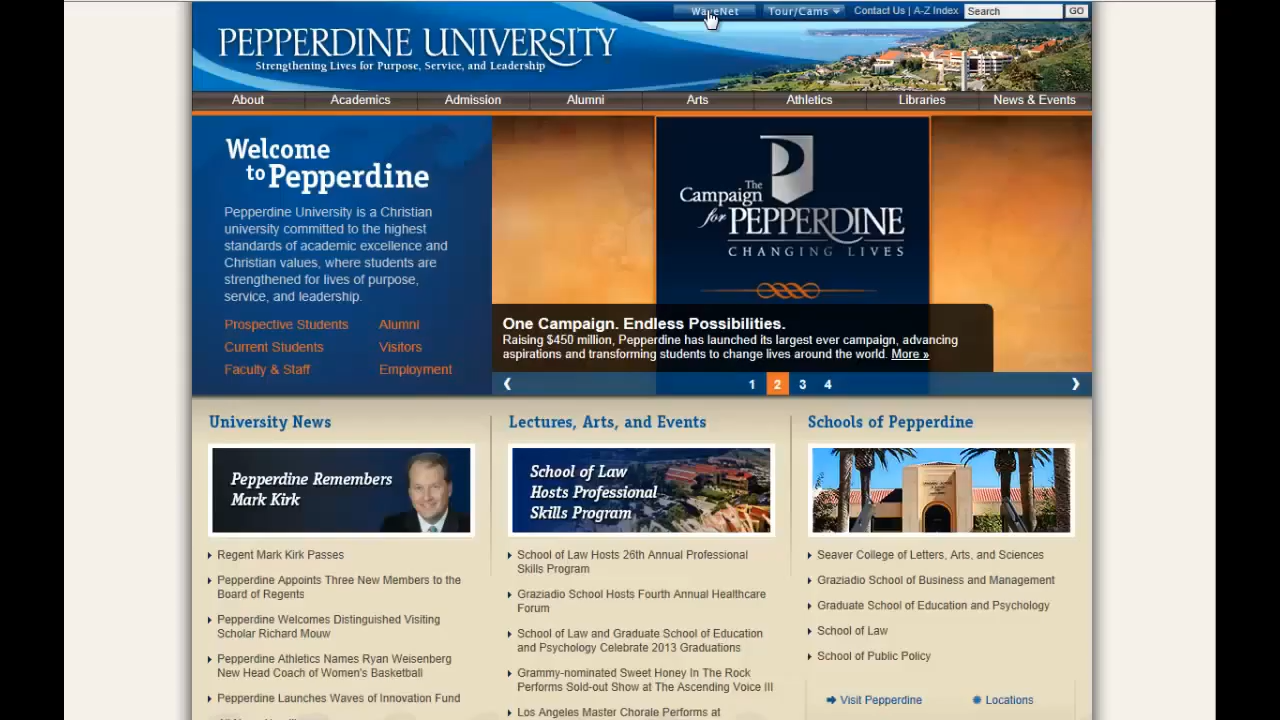 WaveNet Tour/Cams Contact Us | A-Z Index Search GO
PEPPERDINE UNIVERSITY
Strengthening Lives for Purpose, Service, and Leadership
About Academics Admission Alumni Arts Athletics Libraries News & Events
Welcome
to Pepperdine
Pepperdine University is a Christian
university committed to the highest
standards of academic excellence and
Christian values, where students are
strengthened for lives of purpose,
service, and leadership.
Prospective Students Alumni
Current Students Visitors
Faculty & Staff Employment
The
Campaign
for PEPPERDINE
CHANGING LIVES
One Campaign. Endless Possibilities.
Raising $450 million, Pepperdine has launched its largest ever campaign, advancing
aspirations and transforming students to change lives around the world. More »
1 2 3 4
University News
Pepperdine Remembers
Mark Kirk
Regent Mark Kirk Passes
Pepperdine Appoints Three New Members to the
Board of Regents
Pepperdine Welcomes Distinguished Visiting
Scholar Richard Mouw
Pepperdine Athletics Names Ryan Weisenberg
New Head Coach of Women's Basketball
Pepperdine Launches Waves of Innovation Fund
Lectures, Arts, and Events
School of Law
Hosts Professional
Skills Program
School of Law Hosts 26th Annual Professional
Skills Program
Graziadio School Hosts Fourth Annual Healthcare
Forum
School of Law and Graduate School of Education
and Psychology Celebrate 2013 Graduations
Grammy-nominated Sweet Honey In The Rock
Performs Sold-out Show at The Ascending Voice III
Los Angeles Master Chorale Performs at
Schools of Pepperdine
Seaver College of Letters, Arts, and Sciences
Graziadio School of Business and Management
Graduate School of Education and Psychology
School of Law
School of Public Policy
Visit Pepperdine Locations